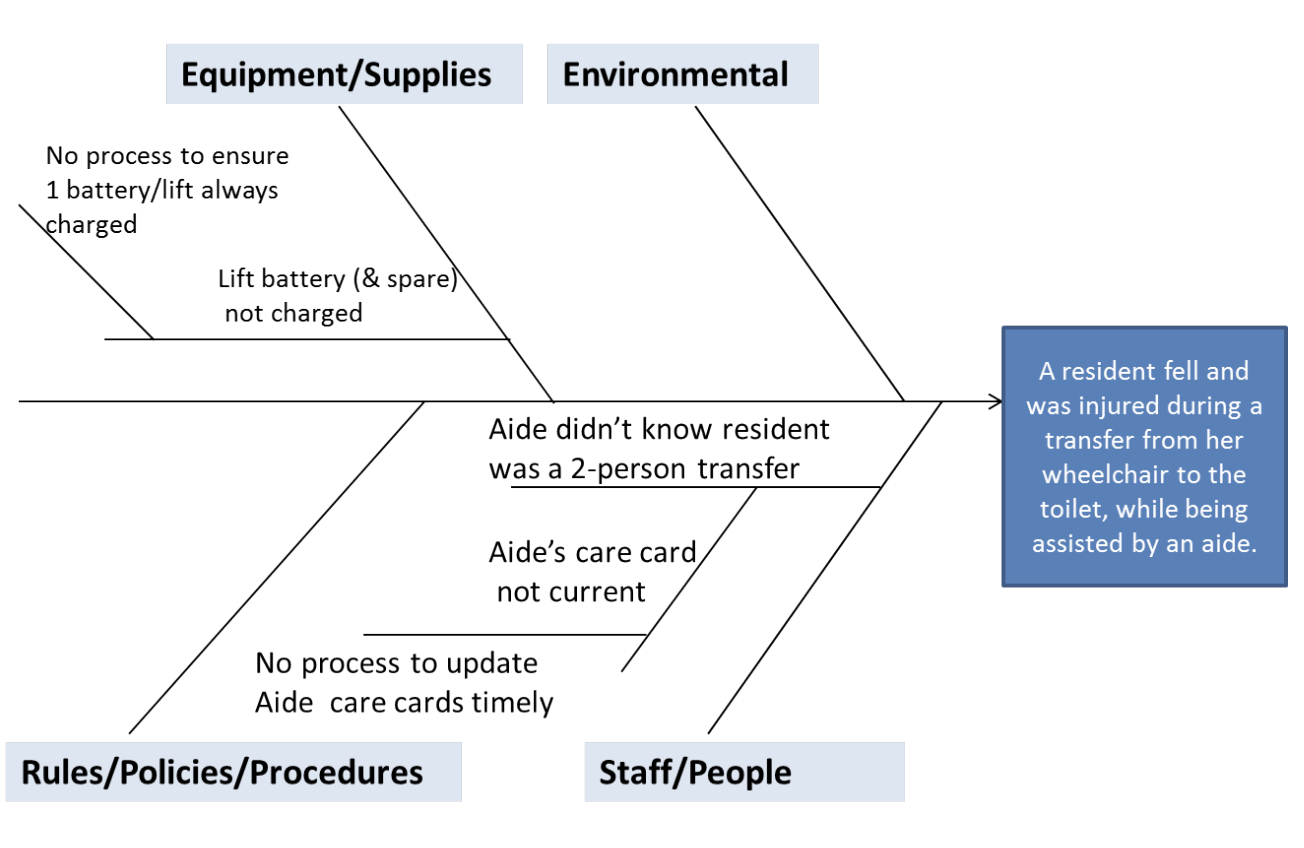 Equipment/Supplies
Environmental
No process to ensure
1 battery/lift always
charged
Lift battery (& spare)
not charged
A resident fell and
was injured during a
transfer from her
wheelchair to the
toilet, while being
assisted by an aide.
Aide didn’t know resident
was a 2-person transfer
Aide’s care card
not current
No process to update
Aide care cards timely
Rules/Policies/Procedures
Staff/People